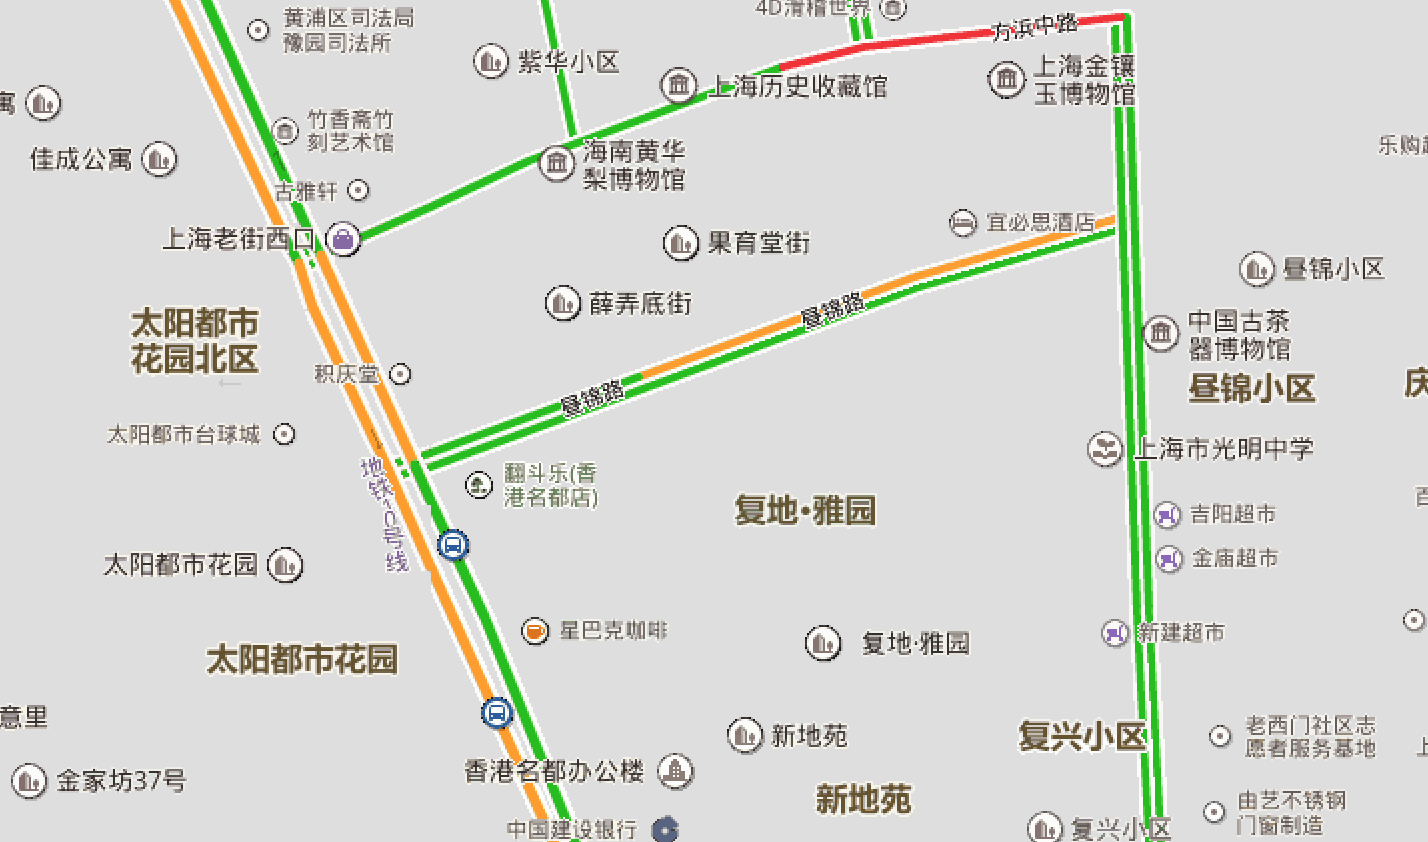 4D滑稽世界
黄浦区司法局
豫园司法所
方浜中路
紫华小区
上海历史收藏馆
上海金镶
玉博物馆
寓
竹香斋竹
刻艺术馆
佳成公寓
海南黄华
梨博物馆
乐购超
古雅轩
上海老街西口
果育堂街
宜必思酒店
昼锦小区
薛弄底街
昼锦路
太阳都市
花园北区
中国古茶
器博物馆
积庆堂
昼锦路
昼锦小区
庆
太阳都市台球城
上海市光明中学
地铁10号线
翻斗乐(香
港名都店)
复地·雅园
吉阳超市
百
太阳都市花园
金庙超市
星巴克咖啡
新建超市
复地·雅园
太阳都市花园
意里
新地苑
复兴小区
老西门社区志
愿者服务基地
上
香港名都办公楼
金家坊37号
新地苑
由艺不锈钢
门窗制造
中国建设银行
复兴小区